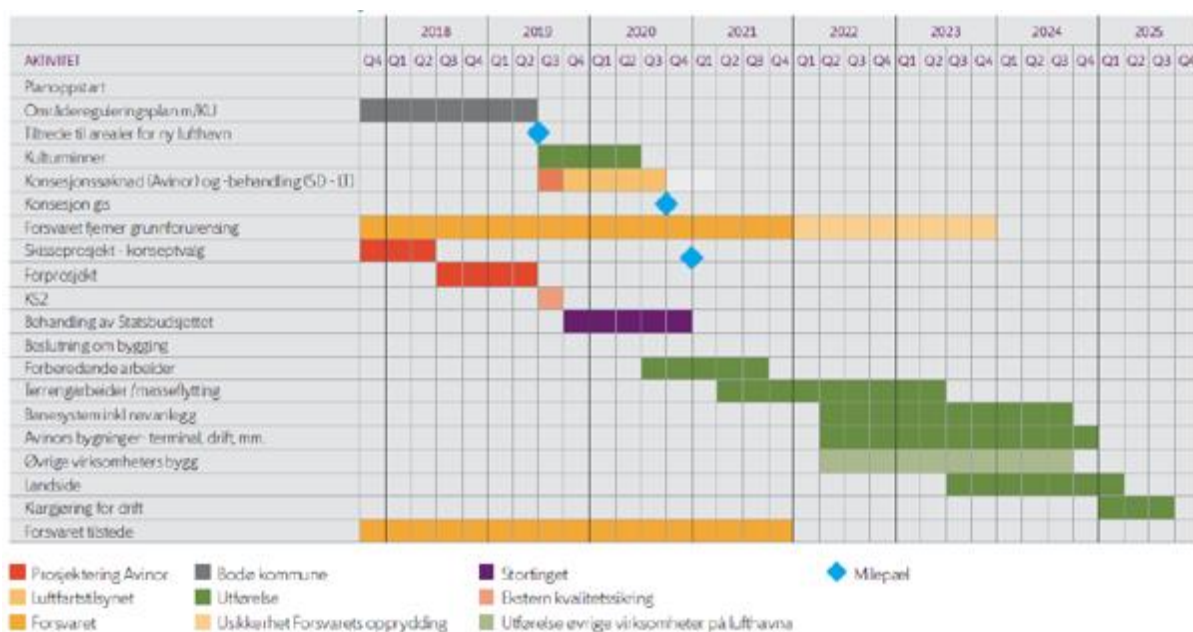 2018 2019 2020 2021 2022 2023 2024 2025
AKTIVITET Q4 Q1 Q2 Q3 Q4 Q1 Q2 Q3 Q4 Q1 Q2 Q3 Q4 Q1 Q2 Q3 Q4 Q1 Q2 Q3 Q4 Q1 Q2 Q3 Q4 Q1 Q2 Q3 Q4 Q1 Q2 Q3 Q4
Planoppstart
Områdereguleringsplan m/KU
Tiltrede til arealer for ny lufthavn
Kulturminner
Konsesjonssøknad (Avinor) og -behandling (SD - LT)
Konsesjon gis
Forsvaret fjerner grunnforurensing
Skisseprosjekt - konseptvalg
Forprosjekt
KS2
Behandling av Statsbudsjettet
Beslutning om bygging
Forberedende arbeider
Terrengarbeider /masseflytting
Banesystem inkl navanlegg
Avinors bygninger- terminal, drift, mm.
Øvrige virksomheters bygg
Landside
Klargjøring for drift
Forsvaret tilstede
Prosjektering Avinor Bodø kommune Stortinget Milepæl
Luftfartstilsynet Utførelse Ekstern kvalitetssikring
Forsvaret Usikkerhet Forsvarets opprydding Utførelse øvrige virksomheter på lufthavna